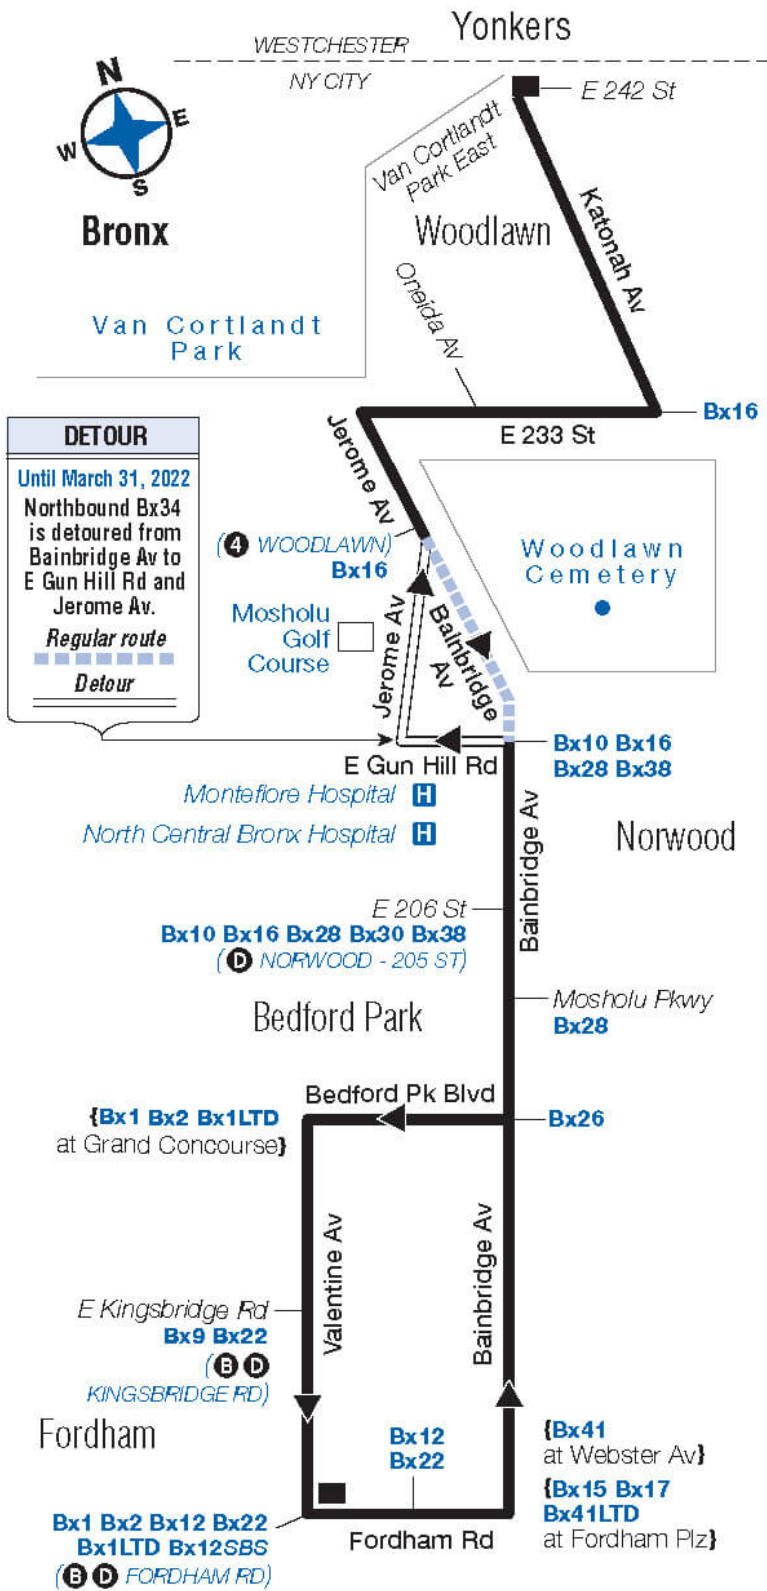 Yonkers
WESTCHESTER
NY CITY
N
E
W
S
E 242 St
Van Cortlandt
Park East
Bronx
Woodlawn
Katonah Av
Oneida Av
Van Cortlandt
Park
Bx16
E 233 St
Jerome Av
DETOUR
Until March 31, 2022
Northbound Bx34
is detoured from
Bainbridge Av to
E Gun Hill Rd and
Jerome Av.
Regular route
Detour
(4 WOODLAWN)
Bx16
Woodlawn
Cemetery
Mosholu
Golf
Course
Jerome Av
Bainbridge
Av
E Gun Hill Rd
Bx10 Bx16
Bx28 Bx38
Montefiore Hospital H
North Central Bronx Hospital H
Norwood
Bainbridge Av
E 206 St
Bx10 Bx16 Bx28 Bx30 Bx38
(D NORWOOD - 205 ST)
Mosholu Pkwy
Bx28
Bedford Park
Bedford Pk Blvd
{Bx1 Bx2 Bx1LTD
at Grand Concourse}
Bx26
Valentine Av
Bainbridge Av
E Kingsbridge Rd
Bx9 Bx22
(B D
KINGSBRIDGE RD)
Fordham
Bx12
Bx22
{Bx41
at Webster Av}
{Bx15 Bx17
Bx41LTD
at Fordham Plz}
Bx1 Bx2 Bx12 Bx22
Bx1LTD Bx12SBS
(B D FORDHAM RD)
Fordham Rd